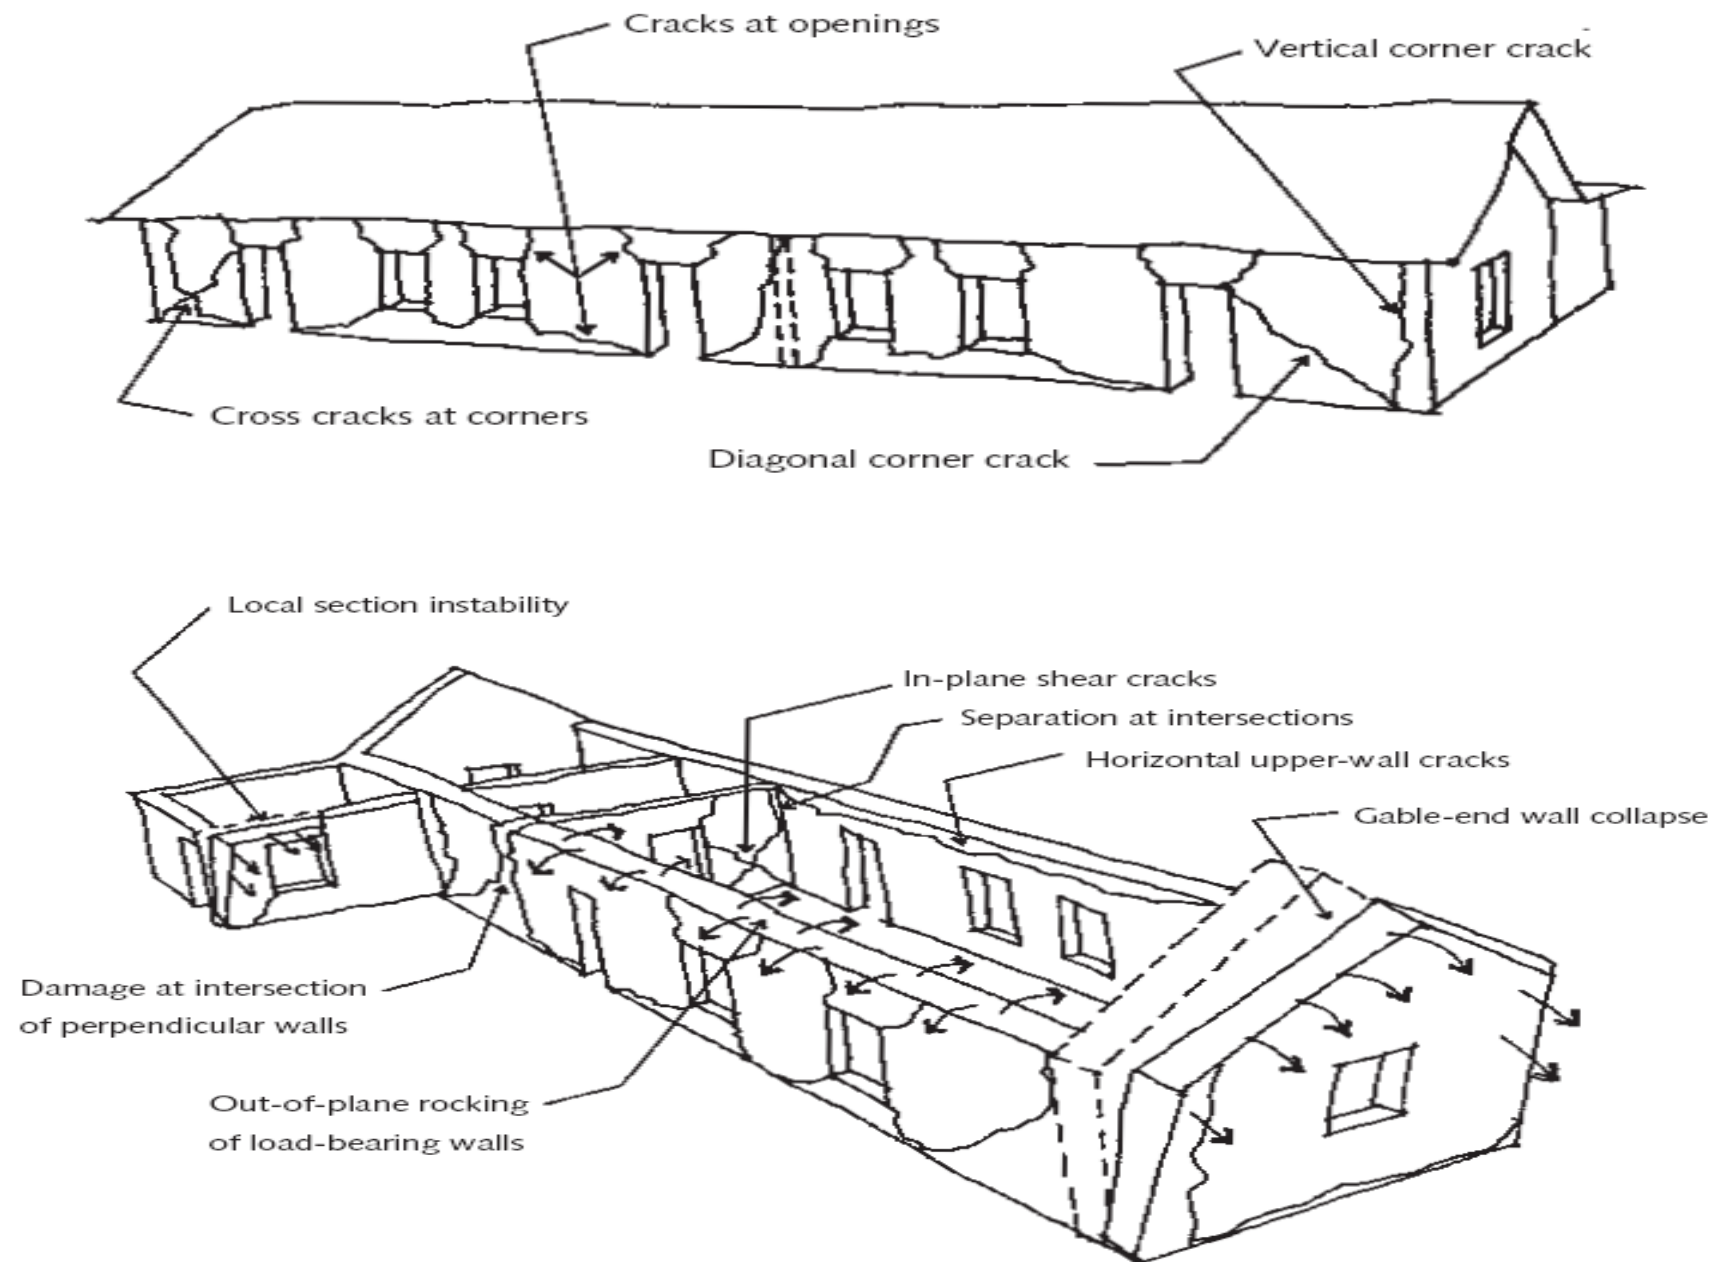 Cracks at openings
Vertical corner crack
Cross cracks at corners
Diagonal corner crack
Local section instability
In-plane shear cracks
Separation at intersections
Horizontal upper-wall cracks
Gable-end wall collapse
Damage at intersection
of perpendicular walls
Out-of-plane rocking
of load-bearing walls